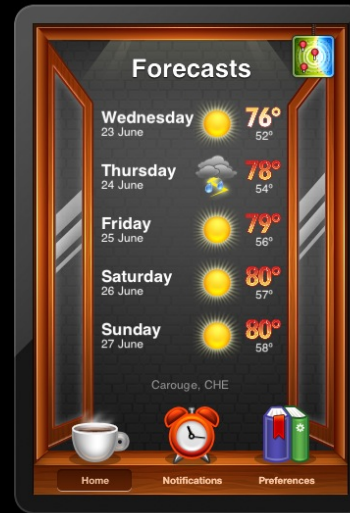 Forecasts
Wednesday 76°
23 June 52°
Thursday 78°
24 June 54°
Friday 79°
25 June 56°
Saturday 80°
26 June 57°
Sunday 80°
27 June 58°
Carouge, CHE
Home Notifications Preferences